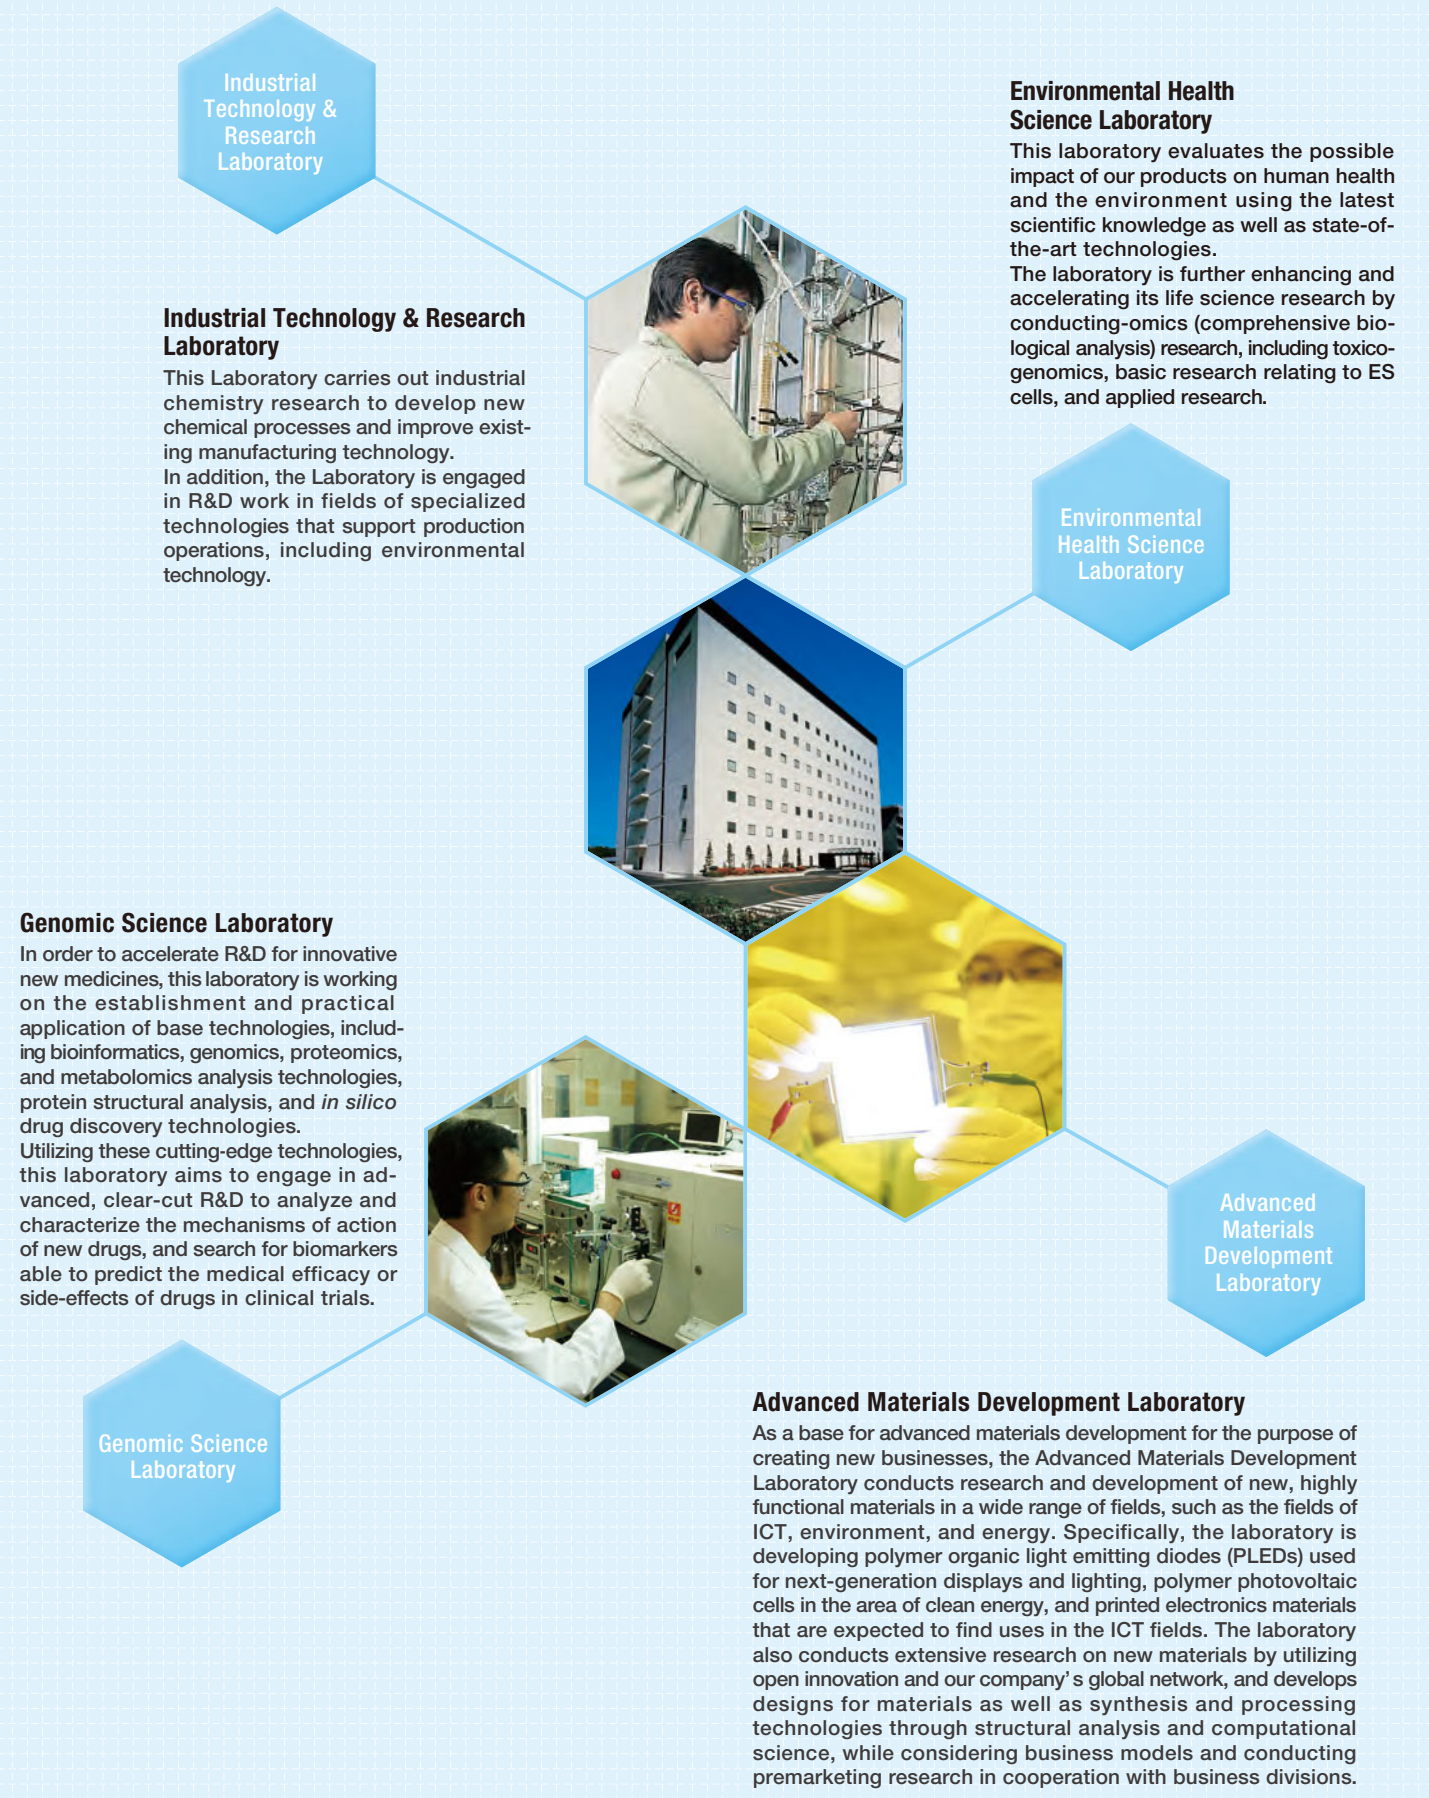 Industrial
Technology &
Research
Laboratory
Industrial Technology & Research
Laboratory
This Laboratory carries out industrial
chemistry research to develop new
chemical processes and improve exist-
ing manufacturing technology.
In addition, the Laboratory is engaged
in R&D work in fields of specialized
technologies that support production
operations, including environmental
technology.
Environmental Health
Science Laboratory
This laboratory evaluates the possible
impact of our products on human health
and the environment using the latest
scientific knowledge as well as state-of-
the-art technologies.
The laboratory is further enhancing and
accelerating its life science research by
conducting-omics (comprehensive bio-
logical analysis) research, including toxico-
genomics, basic research relating to ES
cells, and applied research.
Environmental
Health Science
Laboratory
Genomic Science Laboratory
In order to accelerate R&D for innovative
new medicines, this laboratory is working
on the establishment and practical
application of base technologies, includ-
ing bioinformatics, genomics, proteomics,
and metabolomics analysis technologies,
protein structural analysis, and in silico
drug discovery technologies.
Utilizing these cutting-edge technologies,
this laboratory aims to engage in ad-
vanced, clear-cut R&D to analyze and
characterize the mechanisms of action
of new drugs, and search for biomarkers
able to predict the medical efficacy or
side-effects of drugs in clinical trials.
Genomic Science
Laboratory
Advanced
Materials
Development
Laboratory
Advanced Materials Development Laboratory
As a base for advanced materials development for the purpose of
creating new businesses, the Advanced Materials Development
Laboratory conducts research and development of new, highly
functional materials in a wide range of fields, such as the fields of
ICT, environment, and energy. Specifically, the laboratory is
developing polymer organic light emitting diodes (PLEDs) used
for next-generation displays and lighting, polymer photovoltaic
cells in the area of clean energy, and printed electronics materials
that are expected to find uses in the ICT fields. The laboratory
also conducts extensive research on new materials by utilizing
open innovation and our company’s global network, and develops
designs for materials as well as synthesis and processing
technologies through structural analysis and computational
science, while considering business models and conducting
premarketing research in cooperation with business divisions.